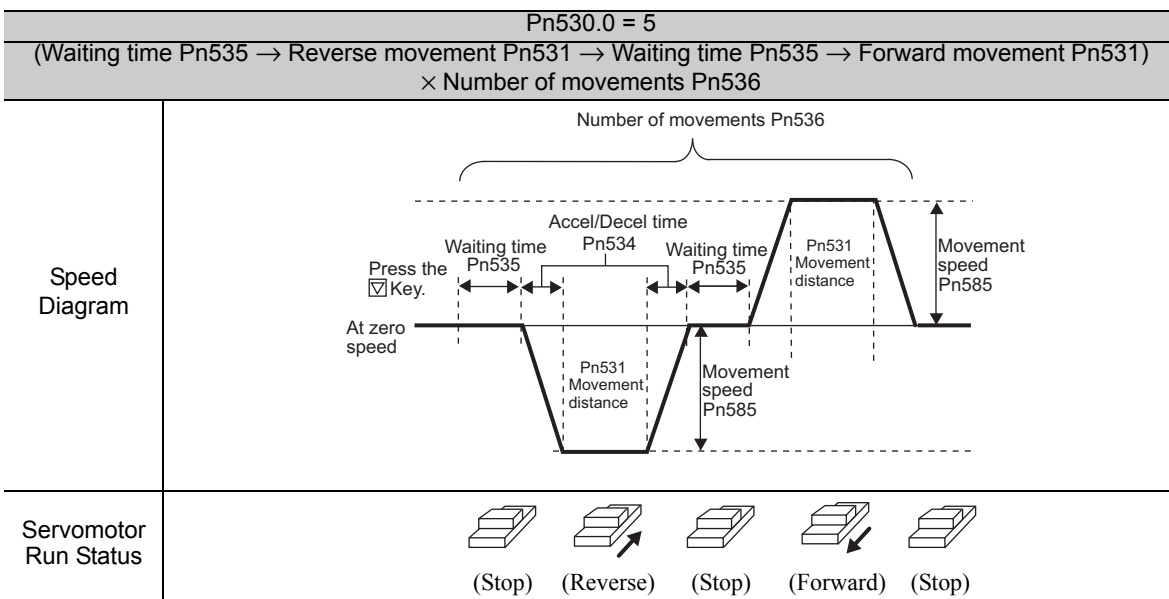 Pn530.0 = 5
(Waiting time Pn535 → Reverse movement Pn531 → Waiting time Pn535 → Forward movement Pn531)
× Number of movements Pn536
Speed
Diagram
Number of movements Pn536
Accel/Decel time
Pn534
Waiting time
Pn535
Waiting time
Pn535
Press the
▽ Key.
At zero
speed
Pn531
Movement
distance
Movement
speed
Pn585
Pn531
Movement
distance
Movement
speed
Pn585
Servomotor
Run Status
(Stop) (Reverse) (Stop) (Forward) (Stop)